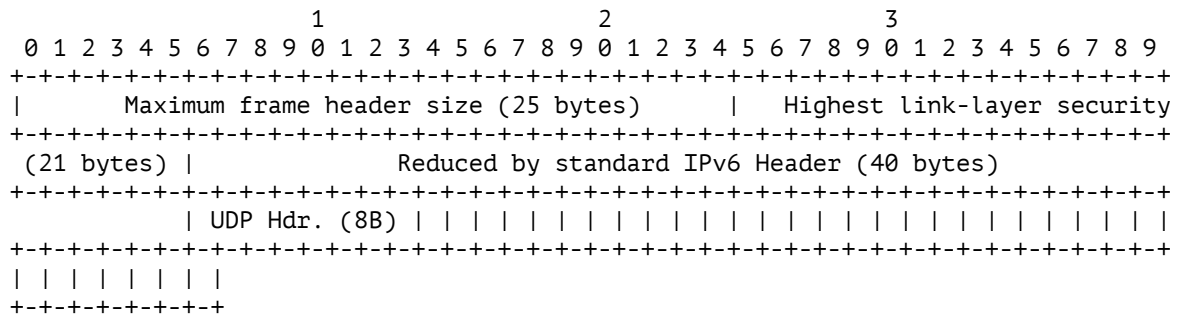 1                   2                   3
 0 1 2 3 4 5 6 7 8 9 0 1 2 3 4 5 6 7 8 9 0 1 2 3 4 5 6 7 8 9 0 1 2 3 4 5 6 7 8 9
+-+-+-+-+-+-+-+-+-+-+-+-+-+-+-+-+-+-+-+-+-+-+-+-+-+-+-+-+-+-+-+-+-+-+-+-+-+-+-+-+
|       Maximum frame header size (25 bytes)      |   Highest link-layer security
+-+-+-+-+-+-+-+-+-+-+-+-+-+-+-+-+-+-+-+-+-+-+-+-+-+-+-+-+-+-+-+-+-+-+-+-+-+-+-+-+
 (21 bytes) |              Reduced by standard IPv6 Header (40 bytes)
+-+-+-+-+-+-+-+-+-+-+-+-+-+-+-+-+-+-+-+-+-+-+-+-+-+-+-+-+-+-+-+-+-+-+-+-+-+-+-+-+
            | UDP Hdr. (8B) | | | | | | | | | | | | | | | | | | | | | | | | | | |
+-+-+-+-+-+-+-+-+-+-+-+-+-+-+-+-+-+-+-+-+-+-+-+-+-+-+-+-+-+-+-+-+-+-+-+-+-+-+-+-+
| | | | | | | |
+-+-+-+-+-+-+-+